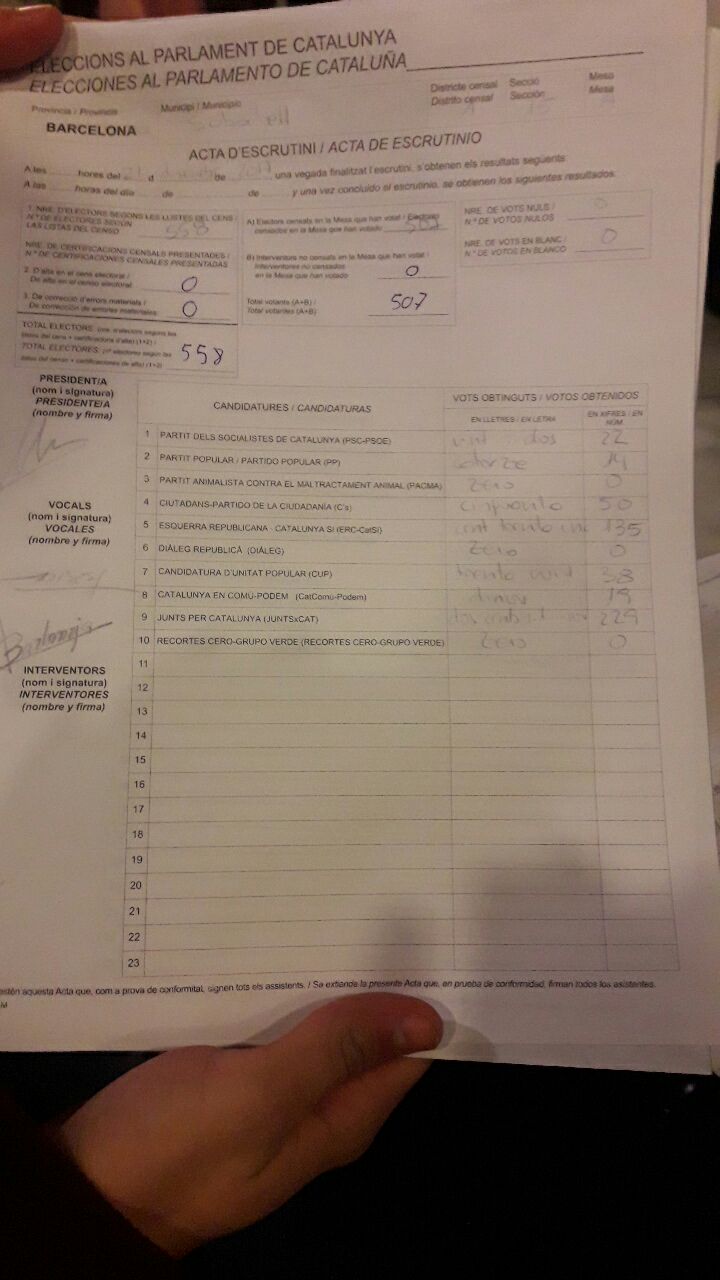 ELECCIONS AL PARLAMENT DE CATALUNYA
ELECCIONES AL PARLAMENTO DE CATALUÑA
Província / Provincia
Municipi / Municipio
Districte censal Secció Mesa
Distrito censal Sección Mesa
BARCELONA
Sabadell
ACTA D'ESCRUTINI / ACTA DE ESCRUTINIO
A les hores del 21 d de una vegada finalitzat l'escrutini, s'obtenen els resultats següents
A las horas del día de de y una vez concluido el escrutinio, se obtienen los siguientes resultados:
1. NRE. D'ELECTORS SEGONS LES LLISTES DEL CENS /
N.º DE ELECTORES SEGÚN
LAS LISTAS DEL CENSO
558
A) Electors censats en la Mesa que han votat / Electores
censados en la Mesa que han votado
507
NRE. DE VOTS NULS /
N.º DE VOTOS NULOS
0
NRE. DE CERTIFICACIONS CENSALS PRESENTADES /
N.º DE CERTIFICACIONES CENSALES PRESENTADAS
B) Interventors no censats en la Mesa que han votat /
Interventores no censados
en la Mesa que han votado
0
NRE. DE VOTS EN BLANC /
N.º DE VOTOS EN BLANCO
0
2. D'alta en el cens electoral /
De alta en el censo electoral
0
3. De correcció d'errors materials /
De corrección de errores materiales
0
Total votants (A+B) /
Total votantes (A+B)
507
TOTAL ELECTORS: (nre. d'electors segons les
llistes del cens + certificacions d'alta) (1+2) /
TOTAL ELECTORES: (nº electores según las
listas del censo + certificaciones de alta) (1+2)
558
PRESIDENT/A
(nom i signatura)
PRESIDENTE/A
(nombre y firma)
CANDIDATURES / CANDIDATURAS
VOTS OBTINGUTS / VOTOS OBTENIDOS
EN LLETRES / EN LETRA
EN XIFRES / EN NÚM.
1 PARTIT DELS SOCIALISTES DE CATALUNYA (PSC-PSOE) vint dos 22
2 PARTIT POPULAR / PARTIDO POPULAR (PP) catorze 14
3 PARTIT ANIMALISTA CONTRA EL MALTRACTAMENT ANIMAL (PACMA) zero 0
4 CIUTADANS-PARTIDO DE LA CIUDADANÍA (C's) cinquanta 50
5 ESQUERRA REPUBLICANA - CATALUNYA SÍ (ERC-CatSí) cent trenta cinc 135
6 DIÀLEG REPUBLICÀ (DIÀLEG) zero 0
7 CANDIDATURA D'UNITAT POPULAR (CUP) trenta vuit 38
8 CATALUNYA EN COMÚ-PODEM (CatComú-Podem) 19
9 JUNTS PER CATALUNYA (JUNTSxCAT) 229
10 RECORTES CERO-GRUPO VERDE (RECORTES CERO-GRUPO VERDE) zero 0
VOCALS
(nom i signatura)
VOCALES
(nombre y firma)
INTERVENTORS
(nom i signatura)
INTERVENTORES
(nombre y firma)
11
12
13
14
15
16
17
18
19
20
21
22
23
aquesta Acta que, com a prova de conformitat, signen tots els assistents. / Se extiende la presente Acta que, en prueba de conformidad, firman todos los asistentes.